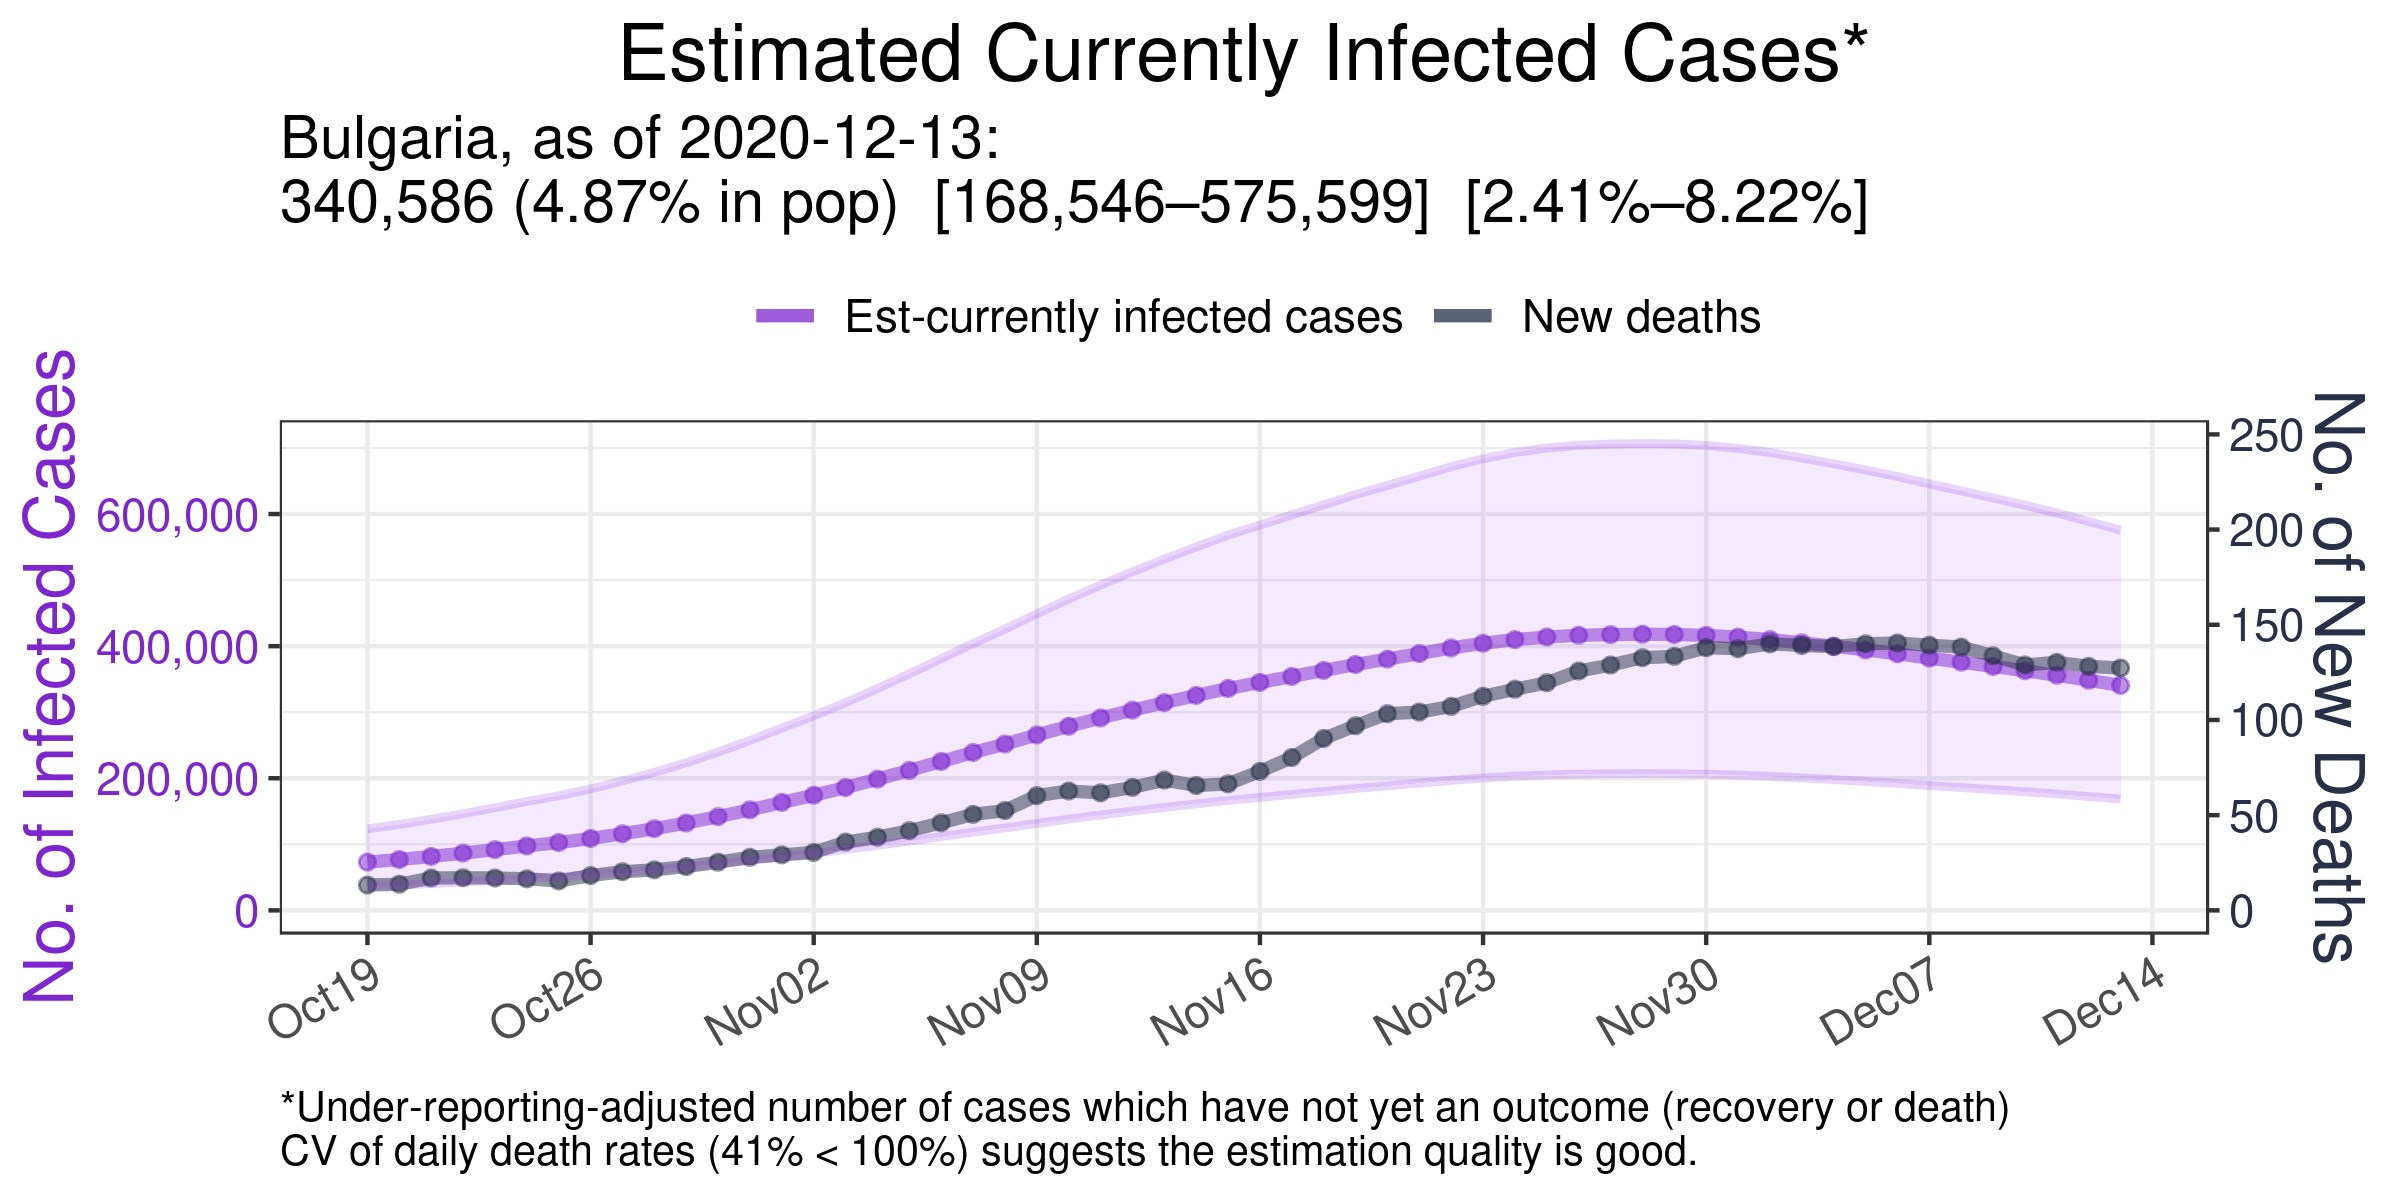 Estimated Currently Infected Cases*
Bulgaria, as of 2020-12-13:
340,586 (4.87% in pop)  [168,546–575,599]  [2.41%–8.22%]
Est-currently infected cases
New deaths
No. of Infected Cases
600,000
400,000
200,000
0
250
200
150
100
50
0
No. of New Deaths
Oct19
Oct26
Nov02
Nov09
Nov16
Nov23
Nov30
Dec07
Dec14
*Under-reporting-adjusted number of cases which have not yet an outcome (recovery or death)
CV of daily death rates (41% < 100%) suggests the estimation quality is good.